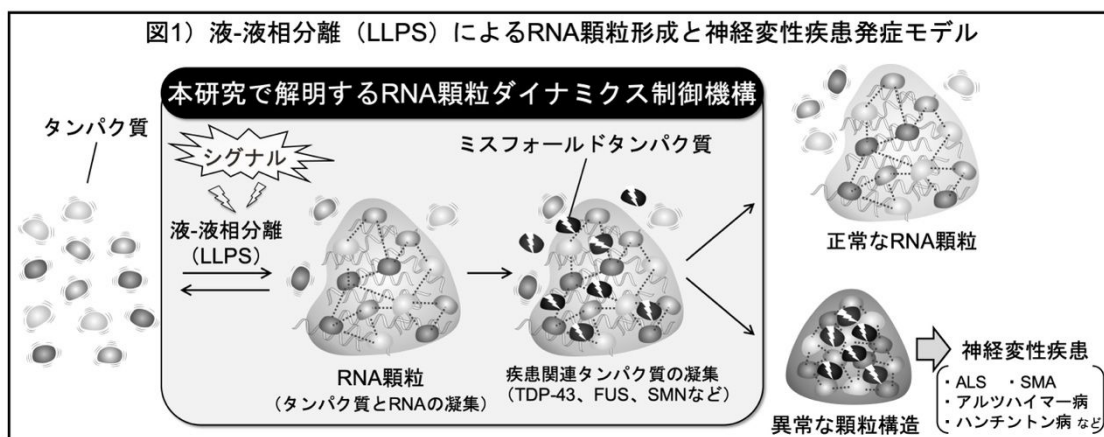 図1）液-液相分離（LLPS）によるRNA顆粒形成と神経変性疾患発症モデル
本研究で解明するRNA顆粒ダイナミクス制御機構
タンパク質
シグナル
液-液相分離
（LLPS）
RNA顆粒
（タンパク質とRNAの凝集）
ミスフォールドタンパク質
疾患関連タンパク質の凝集
（TDP-43、FUS、SMNなど）
正常なRNA顆粒
異常な顆粒構造
神経変性疾患
・ALS ・SMA
・アルツハイマー病
・ハンチントン病 など